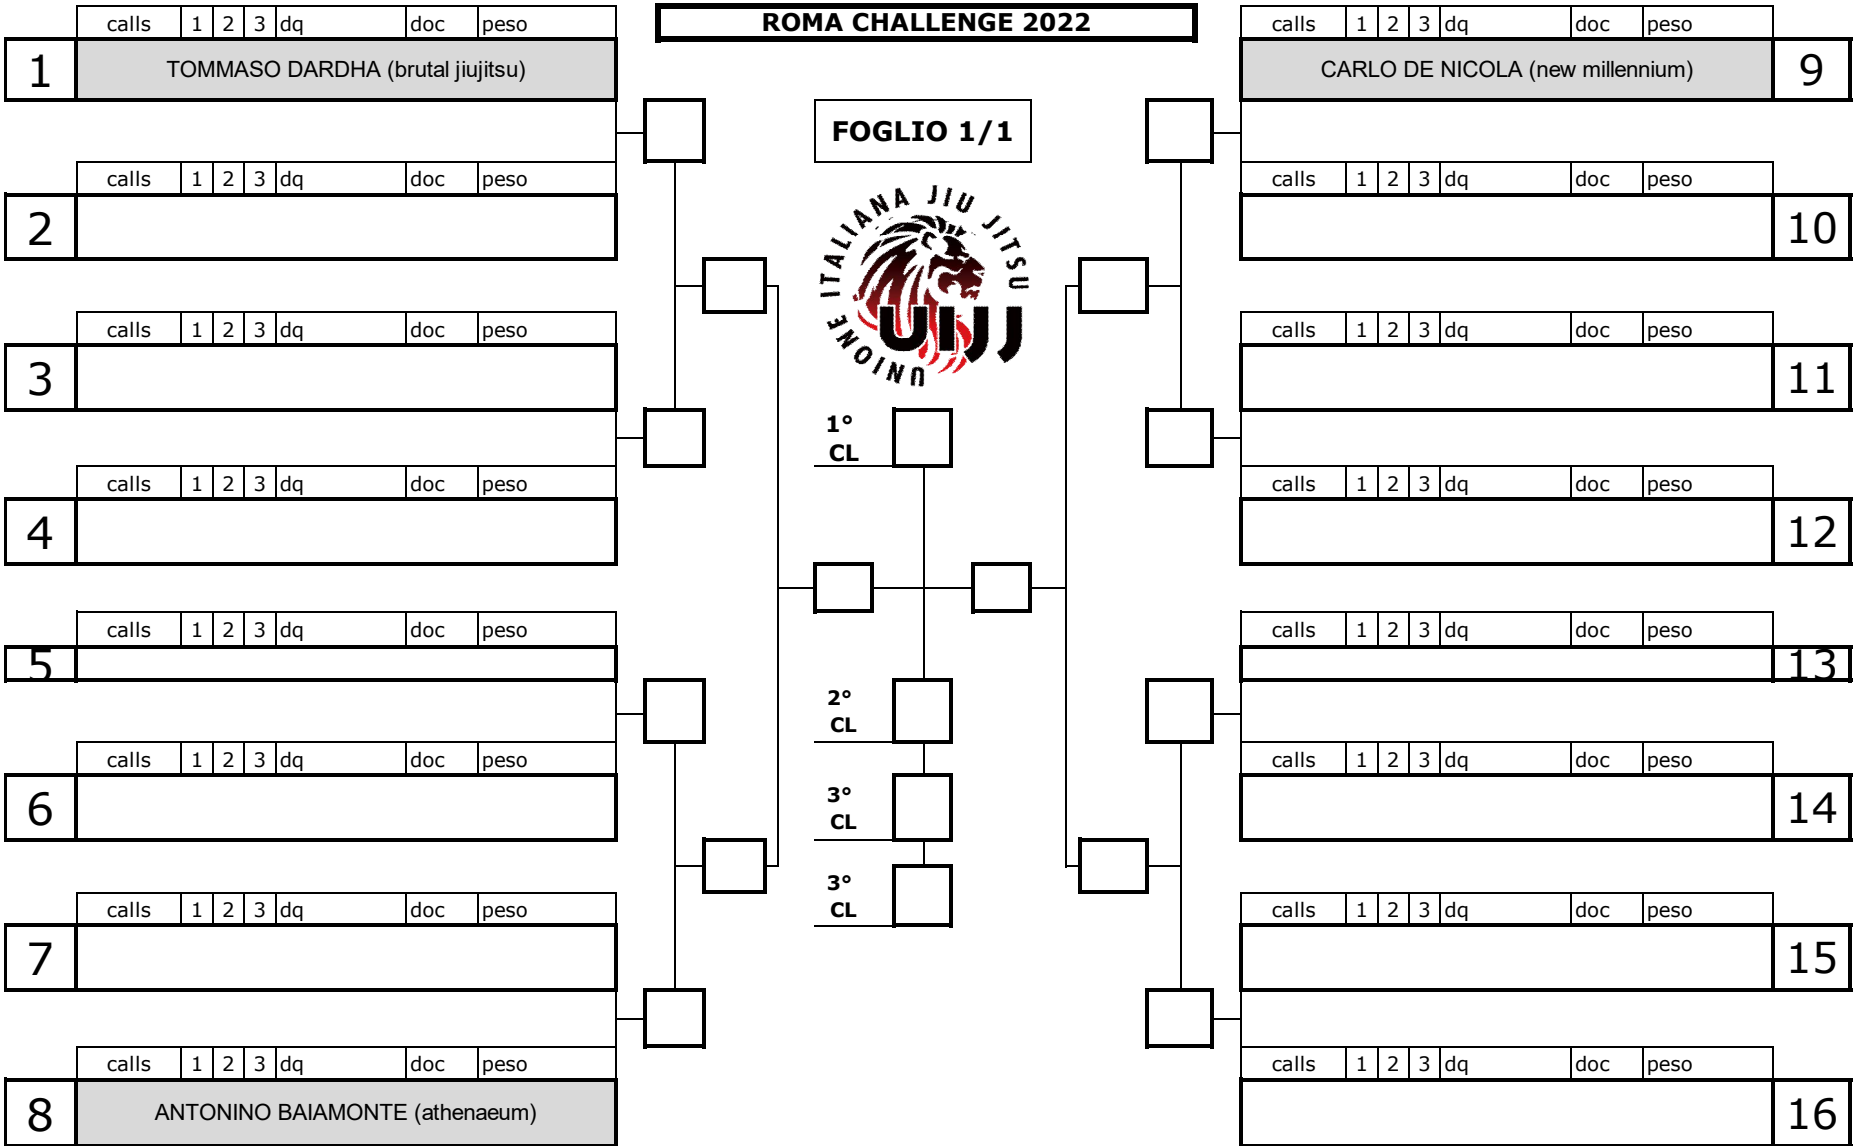 calls 1 2 3 dq doc peso
ROMA CHALLENGE 2022
calls 1 2 3 dq doc peso
1 TOMMASO DARDHA (brutal jiujitsu)
CARLO DE NICOLA (new millennium) 9
FOGLIO 1/1
calls 1 2 3 dq doc peso
calls 1 2 3 dq doc peso
2
10
UNIONE ITALIANA JIU JITSU
UIJJ
calls 1 2 3 dq doc peso
calls 1 2 3 dq doc peso
3
11
1°
CL
calls 1 2 3 dq doc peso
calls 1 2 3 dq doc peso
4
12
calls 1 2 3 dq doc peso
calls 1 2 3 dq doc peso
5
13
2°
CL
calls 1 2 3 dq doc peso
calls 1 2 3 dq doc peso
6
14
3°
CL
3°
CL
calls 1 2 3 dq doc peso
calls 1 2 3 dq doc peso
7
15
calls 1 2 3 dq doc peso
calls 1 2 3 dq doc peso
8 ANTONINO BAIAMONTE (athenaeum)
16